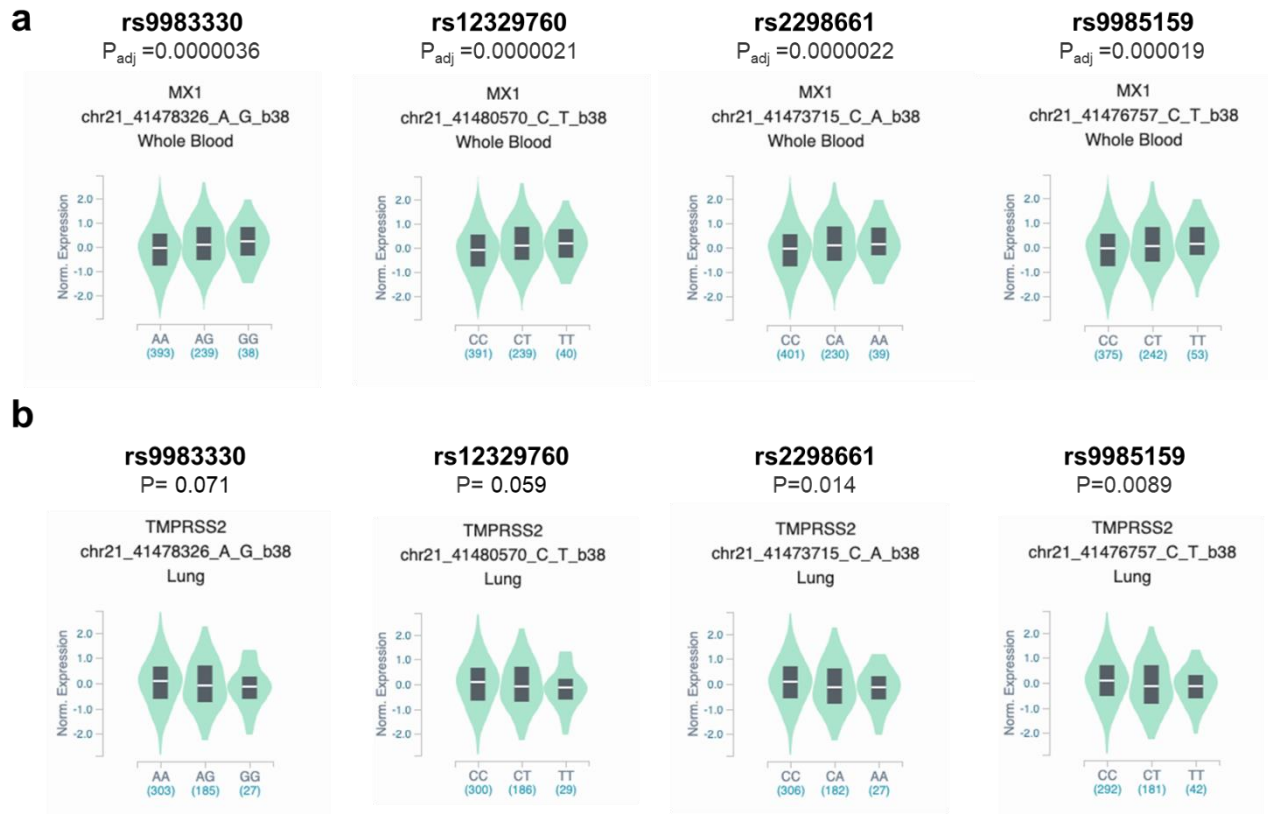 a
rs9983330
Padj =0.0000036
MX1
chr21_41478326_A_G_b38
Whole Blood
Norm. Expression
2.0
1.0
0.0
-1.0
-2.0
AA AG GG
(393) (239) (38)
rs12329760
Padj =0.0000021
MX1
chr21_41480570_C_T_b38
Whole Blood
Norm. Expression
2.0
1.0
0.0
-1.0
-2.0
CC CT TT
(391) (239) (40)
rs2298661
Padj =0.0000022
MX1
chr21_41473715_C_A_b38
Whole Blood
Norm. Expression
2.0
1.0
0.0
-1.0
-2.0
CC CA AA
(401) (230) (39)
rs9985159
Padj =0.000019
MX1
chr21_41476757_C_T_b38
Whole Blood
Norm. Expression
2.0
1.0
0.0
-1.0
-2.0
CC CT TT
(375) (242) (53)
b
rs9983330
P= 0.071
TMPRSS2
chr21_41478326_A_G_b38
Lung
Norm. Expression
2.0
1.0
0.0
-1.0
-2.0
AA AG GG
(303) (185) (27)
rs12329760
P= 0.059
TMPRSS2
chr21_41480570_C_T_b38
Lung
Norm. Expression
2.0
1.0
0.0
-1.0
-2.0
CC CT TT
(300) (186) (29)
rs2298661
P=0.014
TMPRSS2
chr21_41473715_C_A_b38
Lung
Norm. Expression
2.0
1.0
0.0
-1.0
-2.0
CC CA AA
(306) (182) (27)
rs9985159
P=0.0089
TMPRSS2
chr21_41476757_C_T_b38
Lung
Norm. Expression
2.0
1.0
0.0
-1.0
-2.0
CC CT TT
(292) (181) (42)